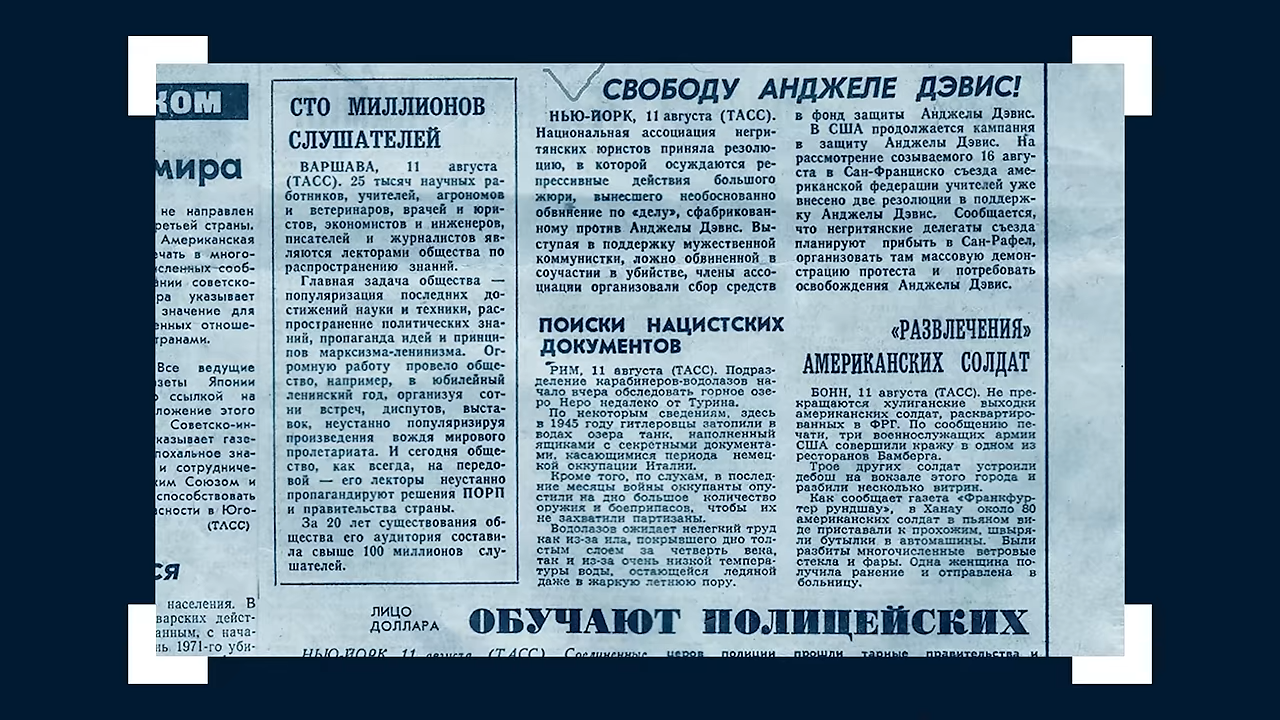 КОМ
мира
не направлен
ретьей страны.
Американская
ечать в много-
исленных сооб-
ании советско-
ра указывает
значение для
енных отноше-
транами.
Все ведущие
азеты Японии
ссылкой на
ложение этого
Советско-ин-
казывает газе-
похальное зна-
и сотрудниче-
ким Союзом и
способствовать
асности в Юго-
(ТАСС)
СЯ
населения. В
варских дейст-
анным, с нача-
нь 1971-го уби-
СТО МИЛЛИОНОВ
СЛУШАТЕЛЕЙ
ВАРШАВА, 11 августа
(ТАСС). 25 тысяч научных ра-
ботников, учителей, агрономов
и ветеринаров, врачей и юри-
стов, экономистов и инженеров,
писателей и журналистов яв-
ляются лекторами общества по
распространению знаний.
Главная задача общества —
популяризация последних до-
стижений науки и техники, рас-
пространение политических зна-
ний, пропаганда идей и принци-
пов марксизма-ленинизма. Ог-
ромную работу провело обще-
ство, например, в юбилейный
ленинский год, организуя сот-
ни встреч, диспутов, выста-
вок, неустанно популяризируя
произведения вождя мирового
пролетариата. И сегодня обще-
ство, как всегда, на передо-
вой — его лекторы неустанно
пропагандируют решения ПОРП
и правительства страны.
За 20 лет существования об-
щества его аудитория состави-
ла свыше 100 миллионов слу-
шателей.
СВОБОДУ АНДЖЕЛЕ ДЭВИС!
НЬЮ-ЙОРК, 11 августа (ТАСС).
Национальная ассоциация негри-
тянских юристов приняла резолю-
цию, в которой осуждаются ре-
прессивные действия большого
жюри, вынесшего необоснованно
обвинение по «делу», сфабрикован-
ному против Анджелы Дэвис. Вы-
ступая в поддержку мужественной
коммунистки, ложно обвиненной в
соучастии в убийстве, члены ассо-
циации организовали сбор средств
в фонд защиты Анджелы Дэвис.
В США продолжается кампания
в защиту Анджелы Дэвис. На
рассмотрение созываемого 16 авгу-
ста в Сан-Франциско съезда аме-
риканской федерации учителей уже
внесено две резолюции в поддерж-
ку Анджелы Дэвис. Сообщается,
что негритянские делегаты съезда
планируют прибыть в Сан-Рафел,
организовать там массовую демон-
страцию протеста и потребовать
освобождения Анджелы Дэвис.
ПОИСКИ НАЦИСТСКИХ
ДОКУМЕНТОВ
РИМ, 11 августа (ТАСС). Подраз-
деление карабинеров-водолазов на-
чало вчера обследовать горное озе-
ро Неро недалеко от Турина.
По некоторым сведениям, здесь
в 1945 году гитлеровцы затопили в
водах озера танк, наполненный
ящиками с секретными документа-
ми, касающимися периода немец-
кой оккупации Италии.
Кроме того, по слухам, в послед-
ние месяцы войны оккупанты опу-
стили на дно большое количество
оружия и боеприпасов, чтобы их
не захватили партизаны.
Водолазов ожидает нелегкий труд
как из-за ила, покрывшего дно тол-
стым слоем за четверть века,
так и из-за очень низкой темпера-
туры воды, остающейся ледяной
даже в жаркую летнюю пору.
«РАЗВЛЕЧЕНИЯ»
АМЕРИКАНСКИХ СОЛДАТ
БОНН, 11 августа (ТАСС). Не пре-
кращаются хулиганские выходки
американских солдат, расквартиро-
ванных в ФРГ. По сообщению пе-
чати, три военнослужащих армии
США совершили кражу в одном из
ресторанов Бамберга.
Трое других солдат устроили
дебош на вокзале этого города и
разбили несколько витрин.
Как сообщает газета «Франкфур-
тер рундшау», в Ханау около 80
американских солдат в пьяном ви-
де приставали к прохожим, швыря-
ли бутылки в автомашины. Были
разбиты многочисленные ветровые
стекла и фары. Одна женщина по-
лучила ранение и отправлена в
больницу.
ЛИЦО
ДОЛЛАРА
ОБУЧАЮТ ПОЛИЦЕЙСКИХ
НЬЮ-ЙОРК, 11 августа (ТАСС). Соединенные
церов полиции
прошли тарные правительства и